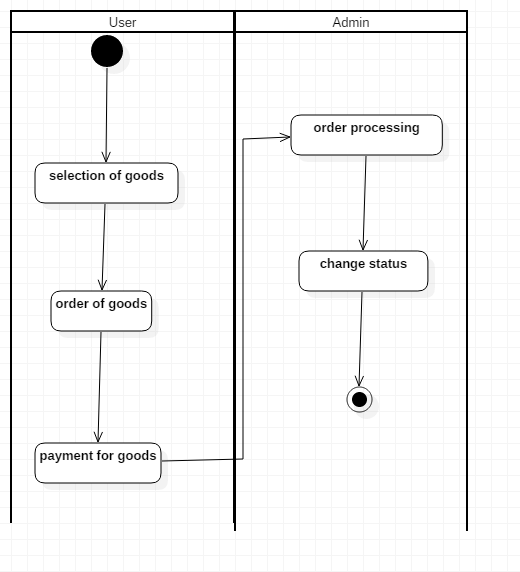 User
Admin
selection of goods
order of goods
payment for goods
order processing
change status